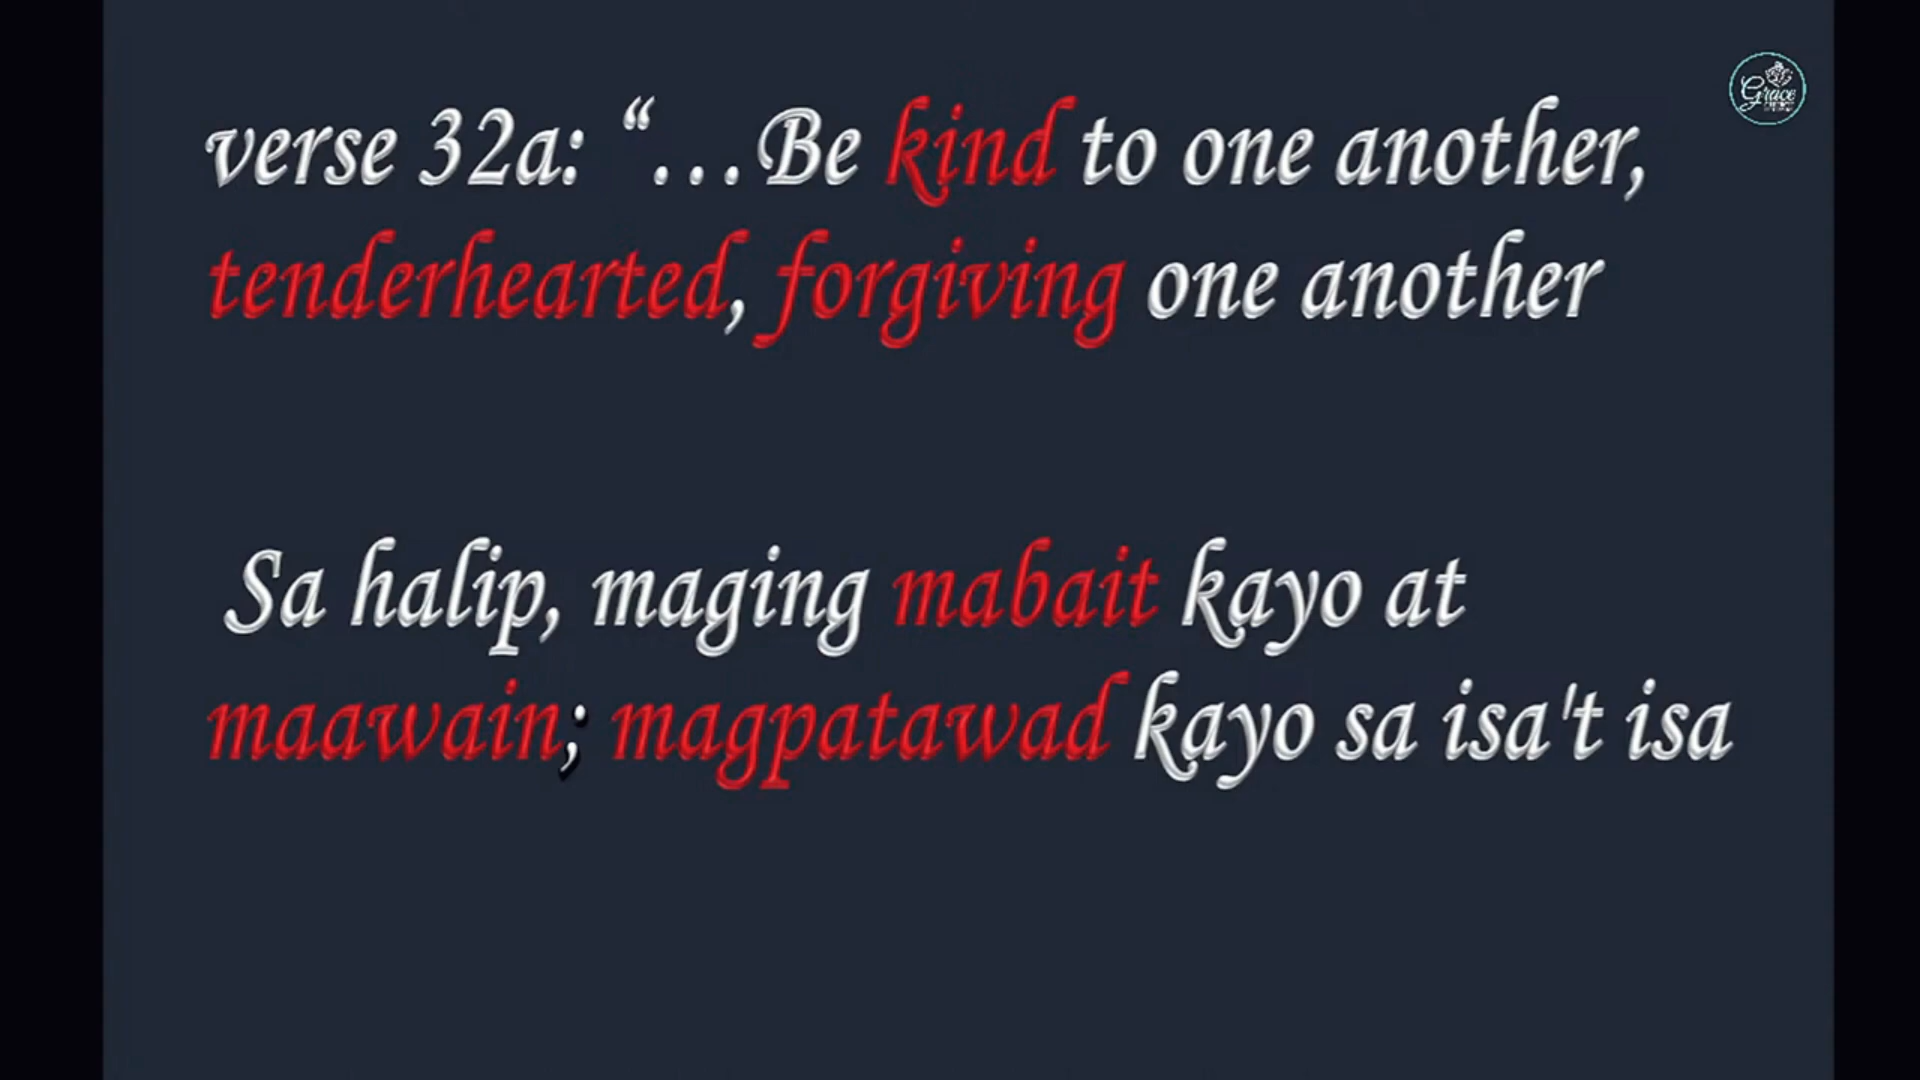 verse 32a: “…Be kind to one another,
tenderhearted, forgiving one another
Sa halip, maging mabait kayo at
maawain; magpatawad kayo sa isa't isa
Grace